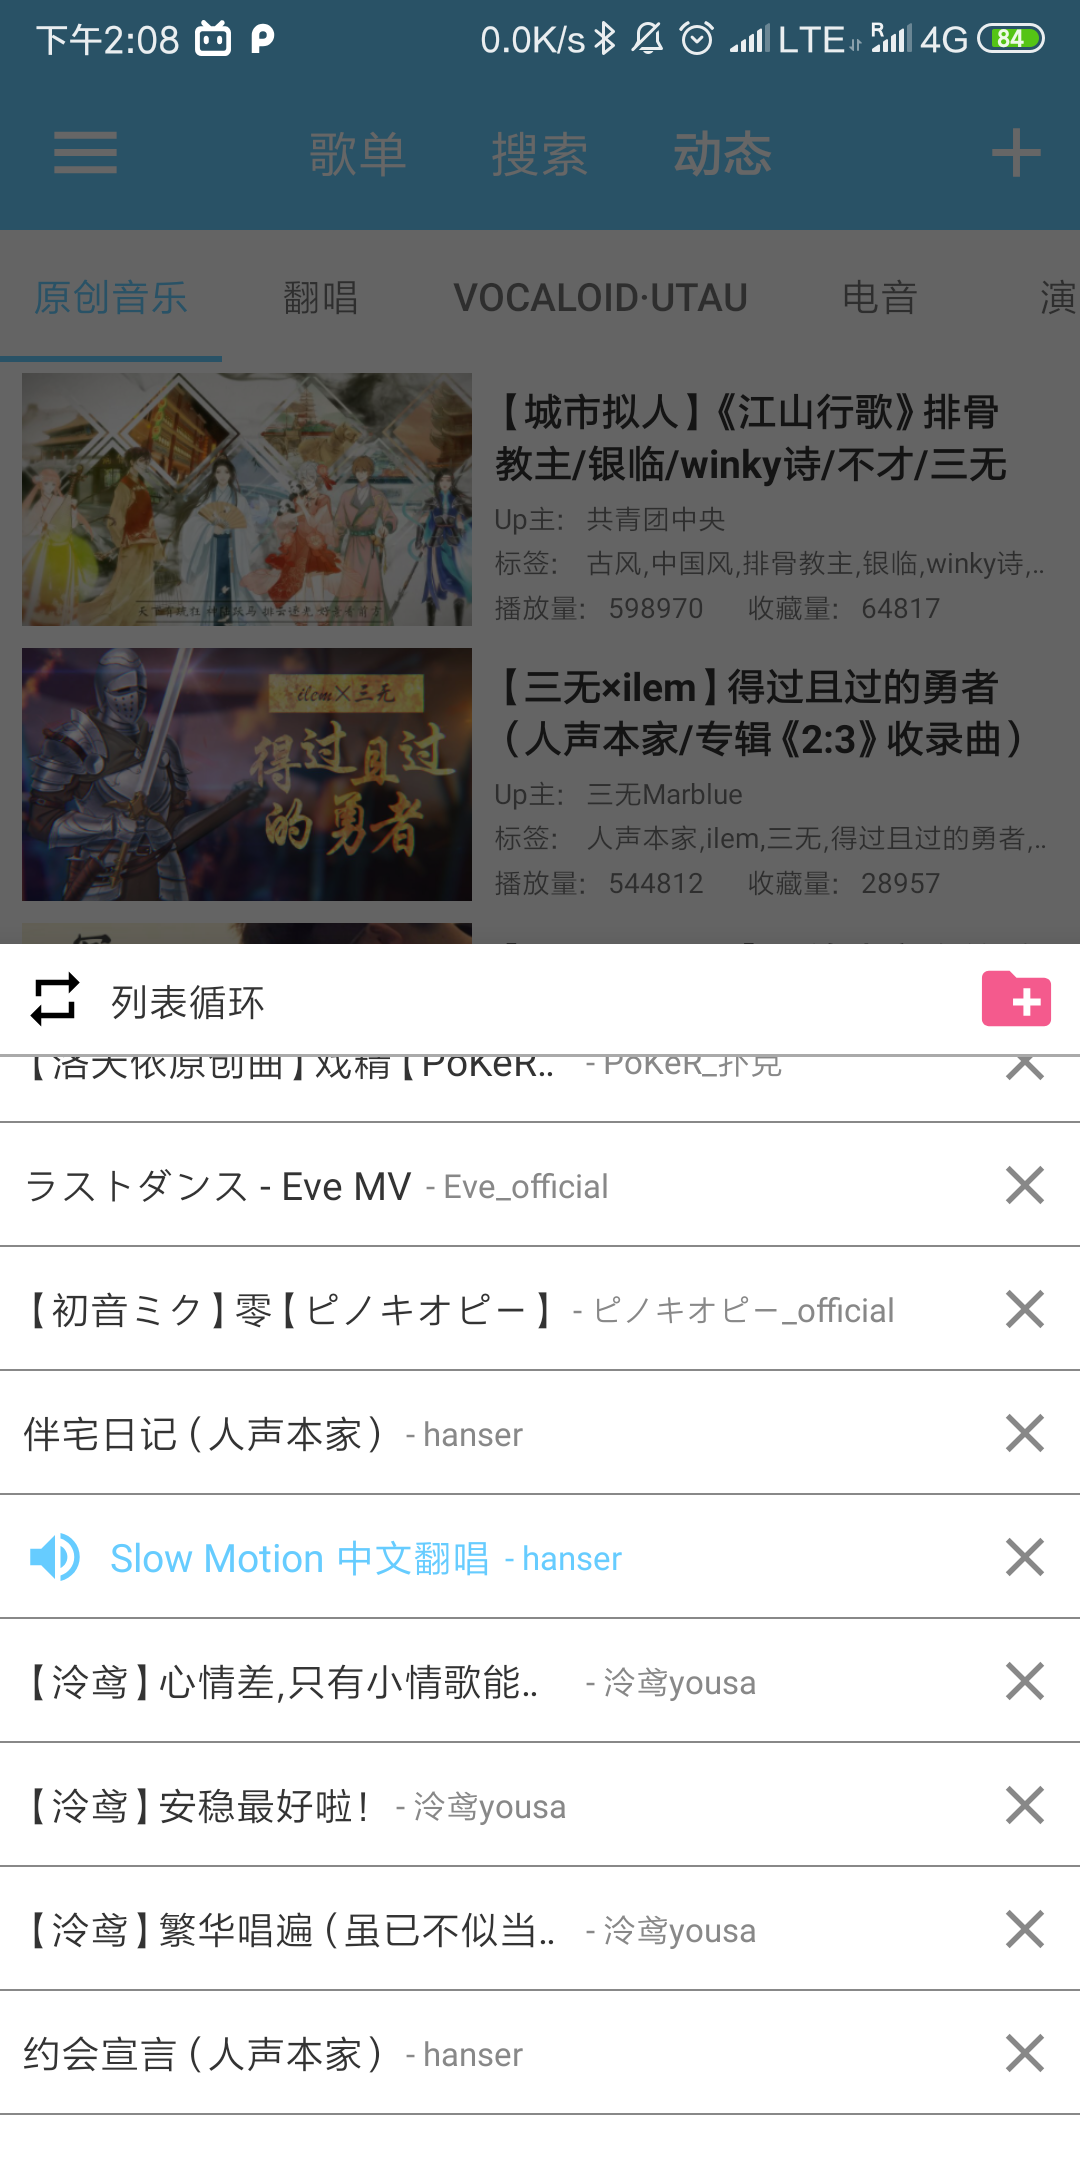 下午2:08
0.0K/s LTE R 4G 84
歌单 搜索 动态
原创音乐 翻唱 VOCALOID·UTAU 电音 演
【城市拟人】《江山行歌》排骨
教主/银临/winky诗/不才/三无
Up主: 共青团中央
标签: 古风,中国风,排骨教主,银临,winky诗,..
播放量: 598970 收藏量: 64817
ilem×三无
得过且过
的勇者
【三无×ilem】得过且过的勇者
（人声本家/专辑《2:3》收录曲）
Up主: 三无Marblue
标签: 人声本家,ilem,三无,得过且过的勇者,..
播放量: 544812 收藏量: 28957
列表循环
【洛天依原创曲】戏精【PoKeR.. - PoKeR_扑克
ラストダンス - Eve MV - Eve_official
【初音ミク】零【ピノキオピー】 - ピノキオピー_official
伴宅日记（人声本家） - hanser
Slow Motion 中文翻唱 - hanser
【泠鸢】心情差,只有小情歌能.. - 泠鸢yousa
【泠鸢】安稳最好啦！ - 泠鸢yousa
【泠鸢】繁华唱遍（虽已不似当.. - 泠鸢yousa
约会宣言（人声本家） - hanser